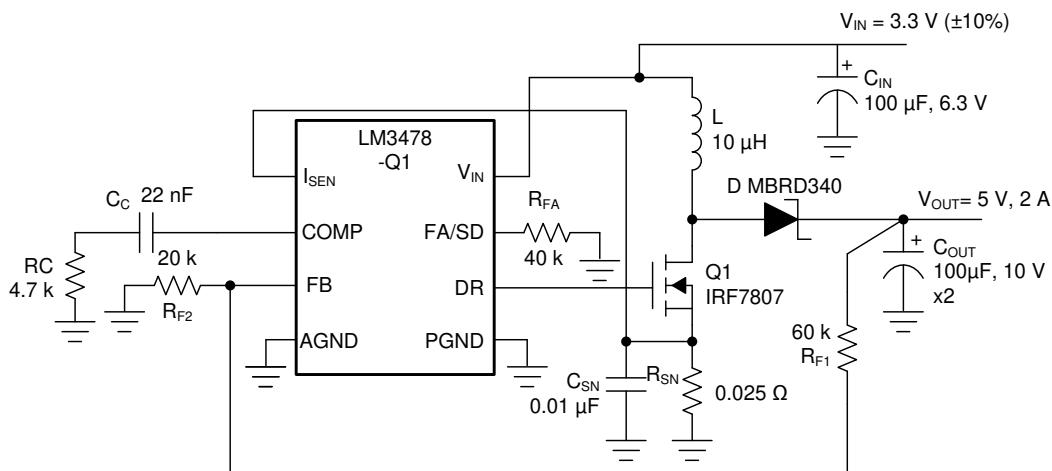 V_IN = 3.3 V (±10%)
+
C_IN
100 µF, 6.3 V
L
10 µH
LM3478
-Q1
I_SEN
V_IN
COMP
FA/SD
FB
DR
AGND
PGND
C_C
22 nF
RC
4.7 k
20 k
R_F2
R_FA
40 k
D MBRD340
V_OUT= 5 V, 2 A
+
C_OUT
100µF, 10 V
x2
Q1
IRF7807
60 k
R_F1
C_SN
0.01 µF
R_SN
0.025 Ω